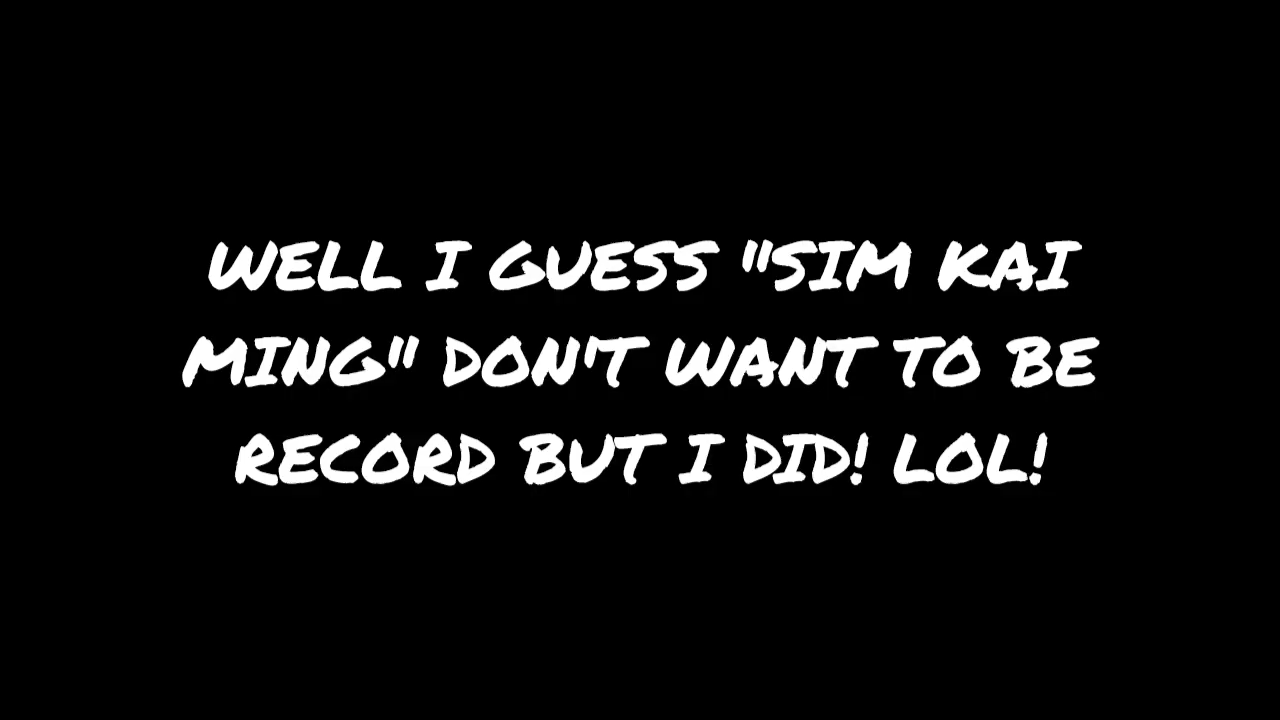 WELL I GUESS "SIM KAI
MING" DON'T WANT TO BE
RECORD BUT I DID! LOL!